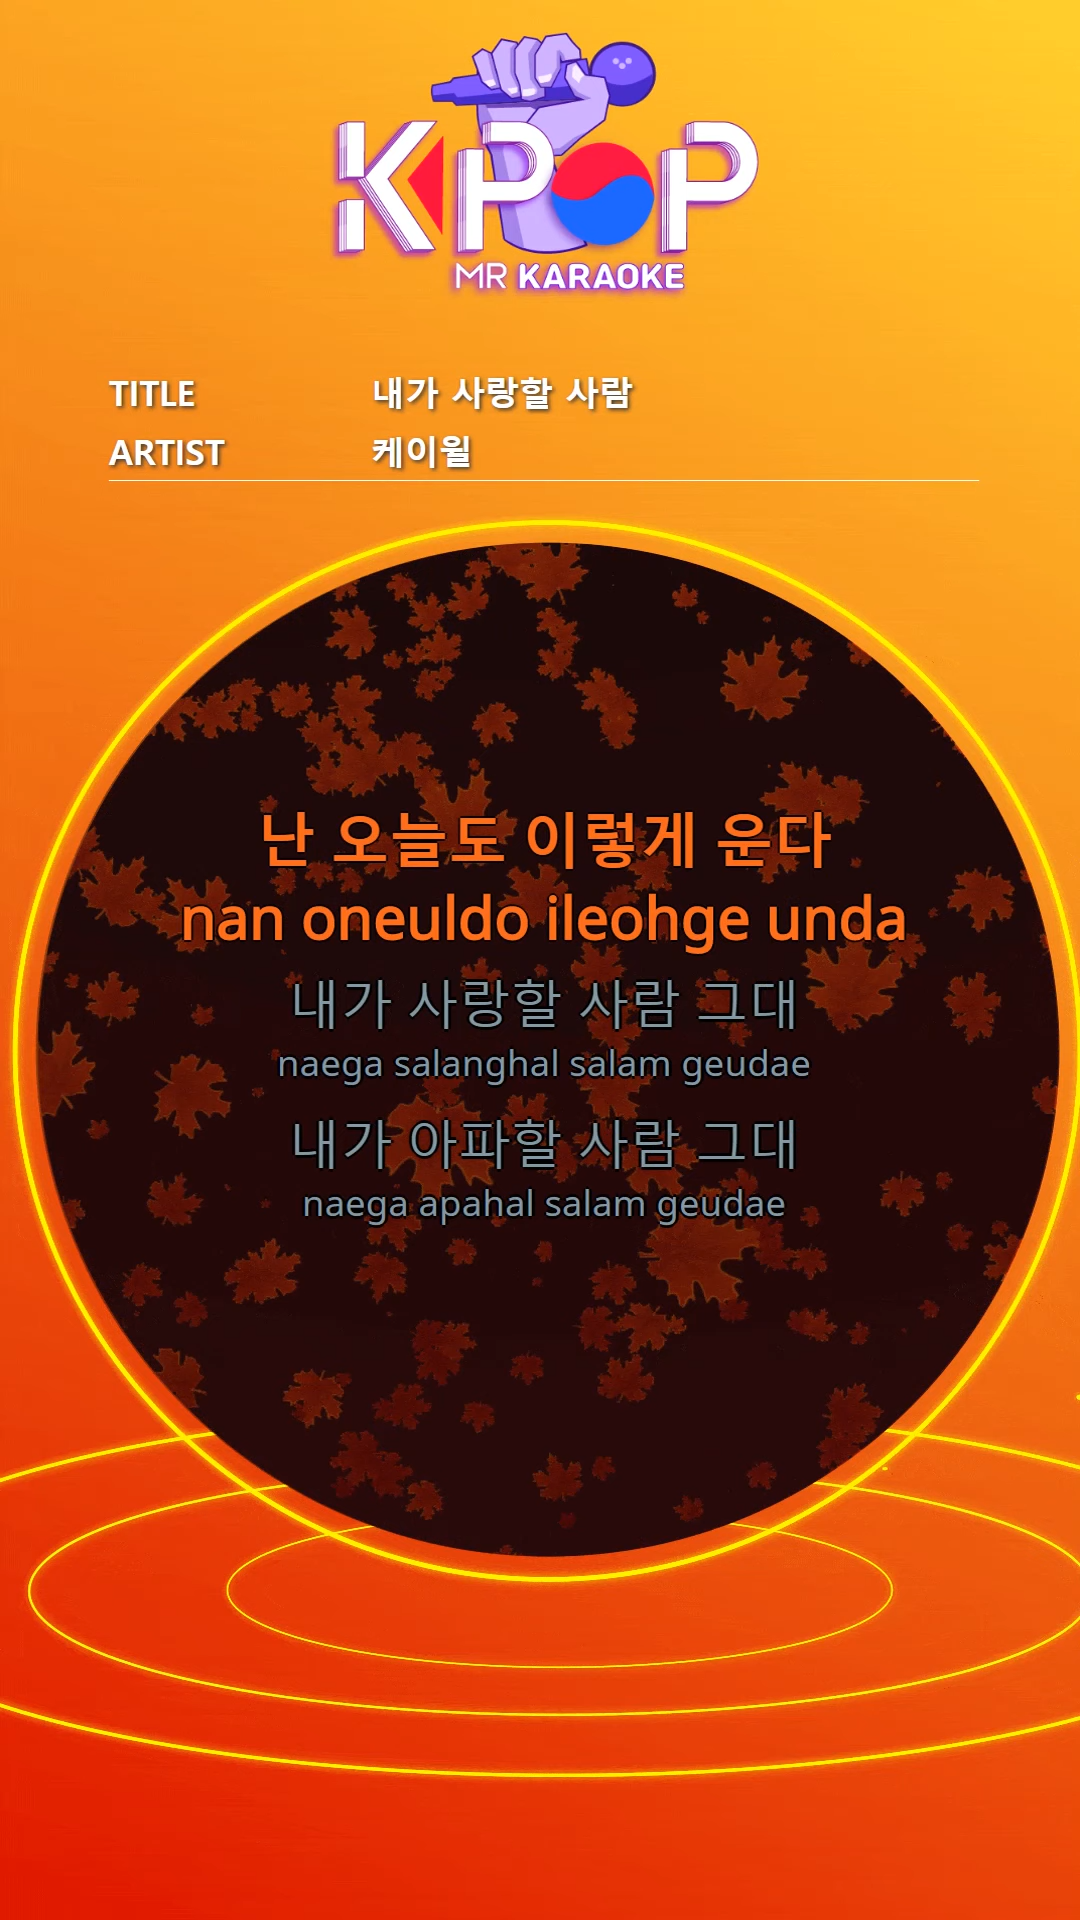 KPOP
MR KARAOKE
TITLE 내가 사랑할 사람
ARTIST 케이윌
난 오늘도 이렇게 운다
nan oneuldo ileohge unda
내가 사랑할 사람 그대
naega salanghal salam geudae
내가 아파할 사람 그대
naega apahal salam geudae